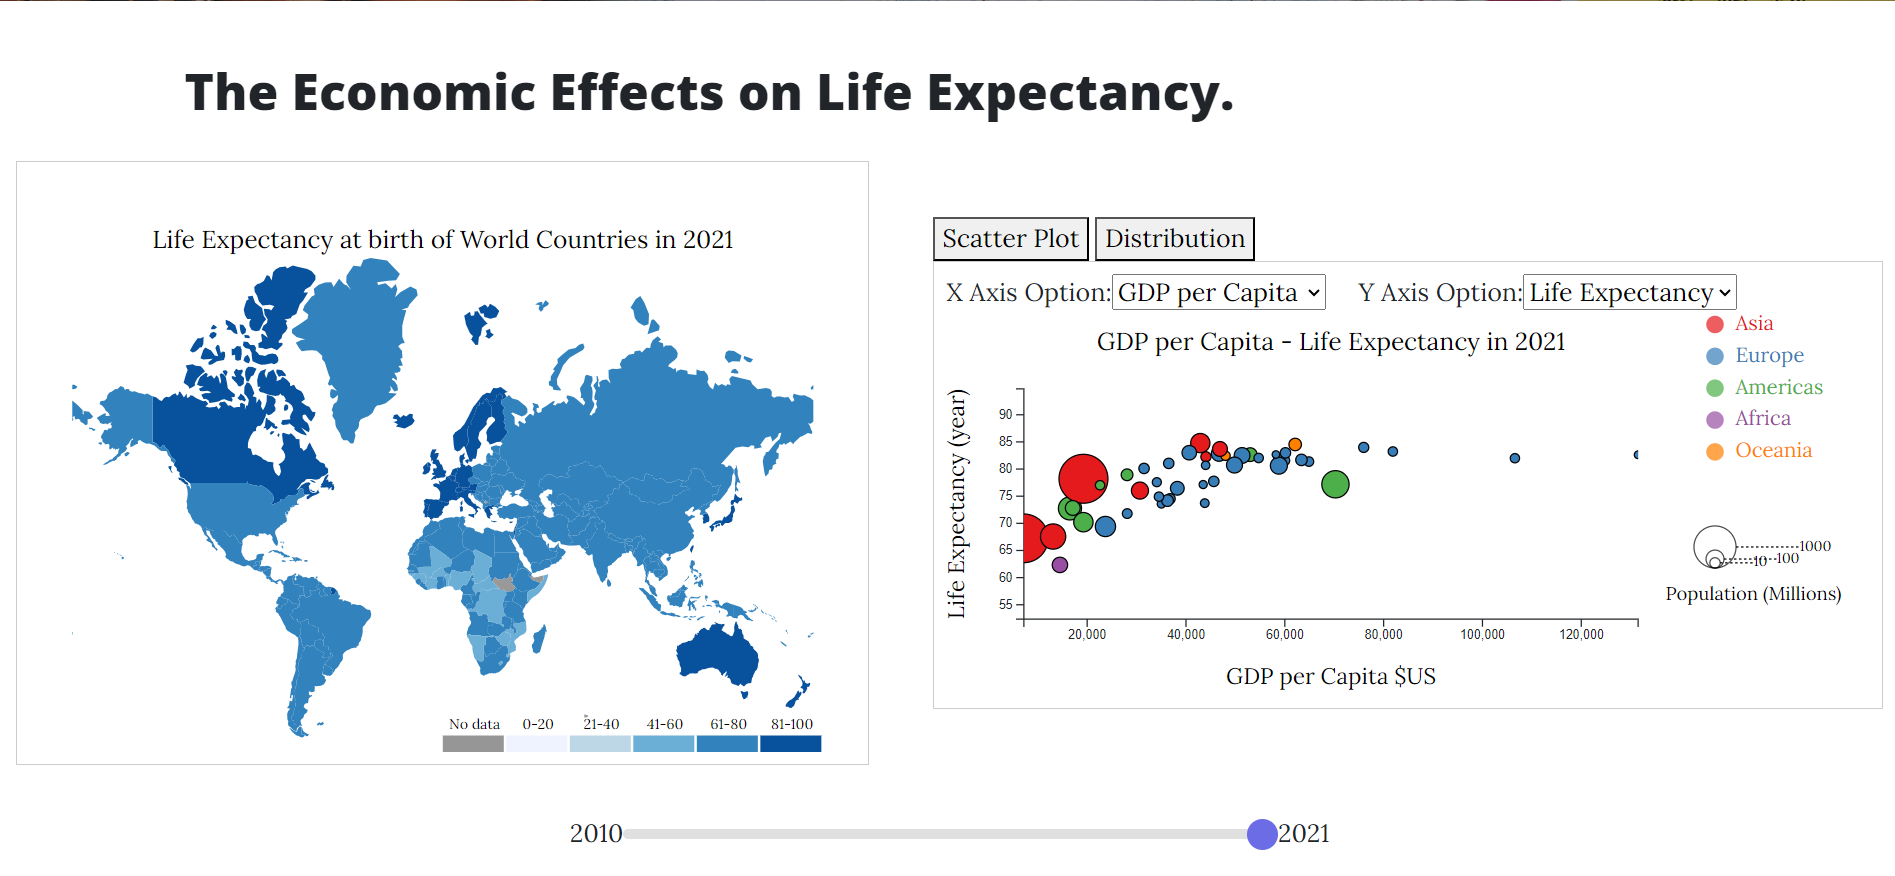 The Economic Effects on Life Expectancy.
Life Expectancy at birth of World Countries in 2021
No data 0-20 21-40 41-60 61-80 81-100
Scatter Plot Distribution
X Axis Option: GDP per Capita Y Axis Option: Life Expectancy
GDP per Capita - Life Expectancy in 2021
Asia
Europe
Americas
Africa
Oceania
Life Expectancy (year)
90
85
80
75
70
65
60
55
20,000 40,000 60,000 80,000 100,000 120,000
GDP per Capita $US
1000
100
10
Population (Millions)
2010 2021